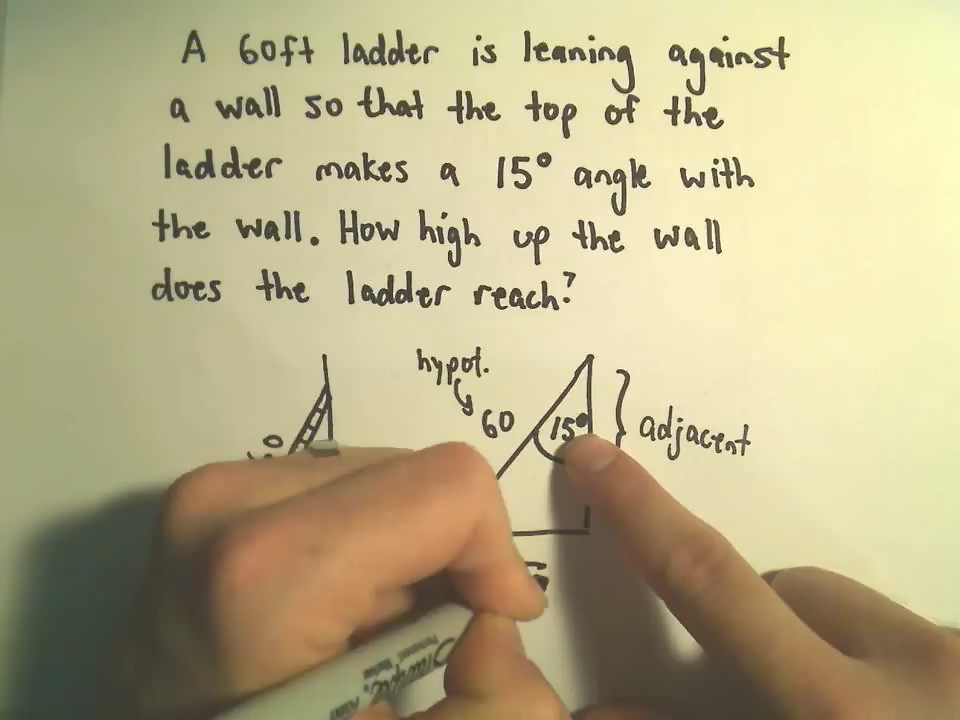 A 60ft ladder is leaning against
a wall so that the top of the
ladder makes a 15° angle with
the wall. How high up the wall
does the ladder reach?
hypot.
60
15°
adjacent